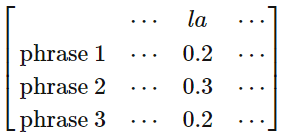 ⋯ la ⋯
phrase 1 ⋯ 0.2 ⋯
phrase 2 ⋯ 0.3 ⋯
phrase 3 ⋯ 0.2 ⋯